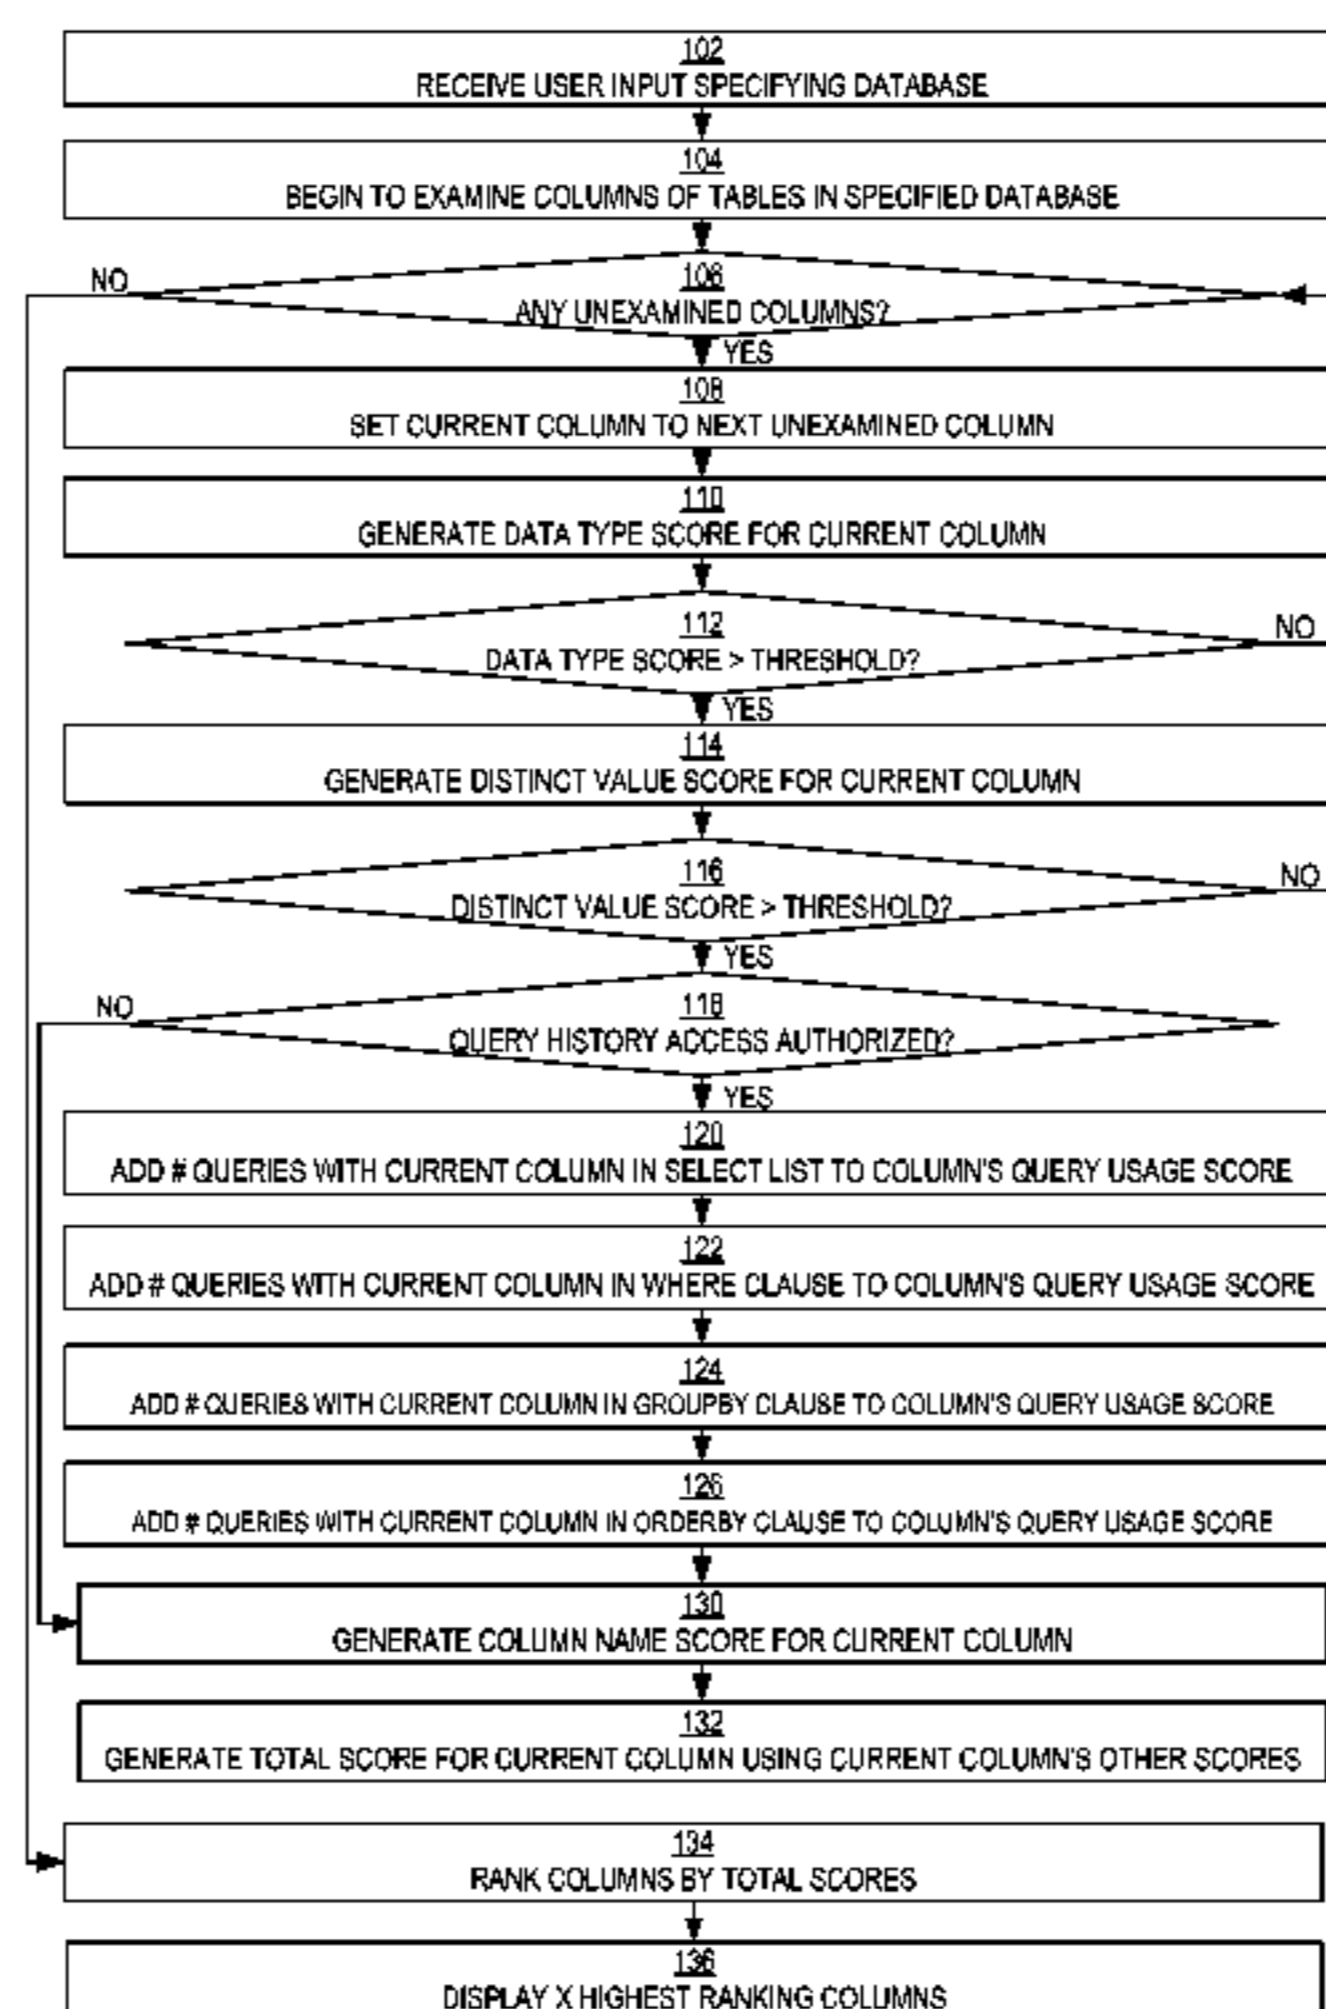 102
RECEIVE USER INPUT SPECIFYING DATABASE
104
BEGIN TO EXAMINE COLUMNS OF TABLES IN SPECIFIED DATABASE
NO
106
ANY UNEXAMINED COLUMNS?
YES
108
SET CURRENT COLUMN TO NEXT UNEXAMINED COLUMN
110
GENERATE DATA TYPE SCORE FOR CURRENT COLUMN
112
NO
DATA TYPE SCORE > THRESHOLD?
YES
114
GENERATE DISTINCT VALUE SCORE FOR CURRENT COLUMN
116
NO
DISTINCT VALUE SCORE > THRESHOLD?
YES
NO
118
QUERY HISTORY ACCESS AUTHORIZED?
YES
120
ADD # QUERIES WITH CURRENT COLUMN IN SELECT LIST TO COLUMN'S QUERY USAGE SCORE
122
ADD # QUERIES WITH CURRENT COLUMN IN WHERE CLAUSE TO COLUMN'S QUERY USAGE SCORE
124
ADD # QUERIES WITH CURRENT COLUMN IN GROUPBY CLAUSE TO COLUMN'S QUERY USAGE SCORE
126
ADD # QUERIES WITH CURRENT COLUMN IN ORDERBY CLAUSE TO COLUMN'S QUERY USAGE SCORE
130
GENERATE COLUMN NAME SCORE FOR CURRENT COLUMN
132
GENERATE TOTAL SCORE FOR CURRENT COLUMN USING CURRENT COLUMN'S OTHER SCORES
134
RANK COLUMNS BY TOTAL SCORES
136
DISPLAY X HIGHEST RANKING COLUMNS